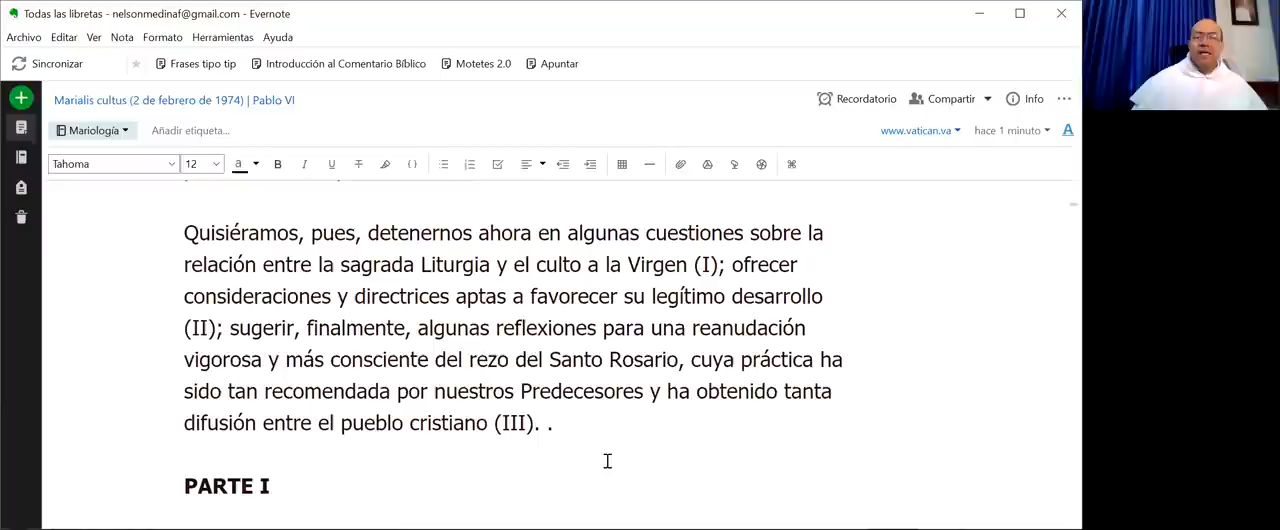 Todas las libretas - nelsonmedinaf@gmail.com - Evernote
Archivo Editar Ver Nota Formato Herramientas Ayuda
Sincronizar Frases tipo tip Introducción al Comentario Bíblico Motetes 2.0 Apuntar
Marialis cultus (2 de febrero de 1974) | Pablo VI Recordatorio Compartir Info
Mariología Añadir etiqueta... www.vatican.va hace 1 minuto A
Tahoma 12 a B I U T
Quisiéramos, pues, detenernos ahora en algunas cuestiones sobre la
relación entre la sagrada Liturgia y el culto a la Virgen (I); ofrecer
consideraciones y directrices aptas a favorecer su legítimo desarrollo
(II); sugerir, finalmente, algunas reflexiones para una reanudación
vigorosa y más consciente del rezo del Santo Rosario, cuya práctica ha
sido tan recomendada por nuestros Predecesores y ha obtenido tanta
difusión entre el pueblo cristiano (III). .
PARTE I